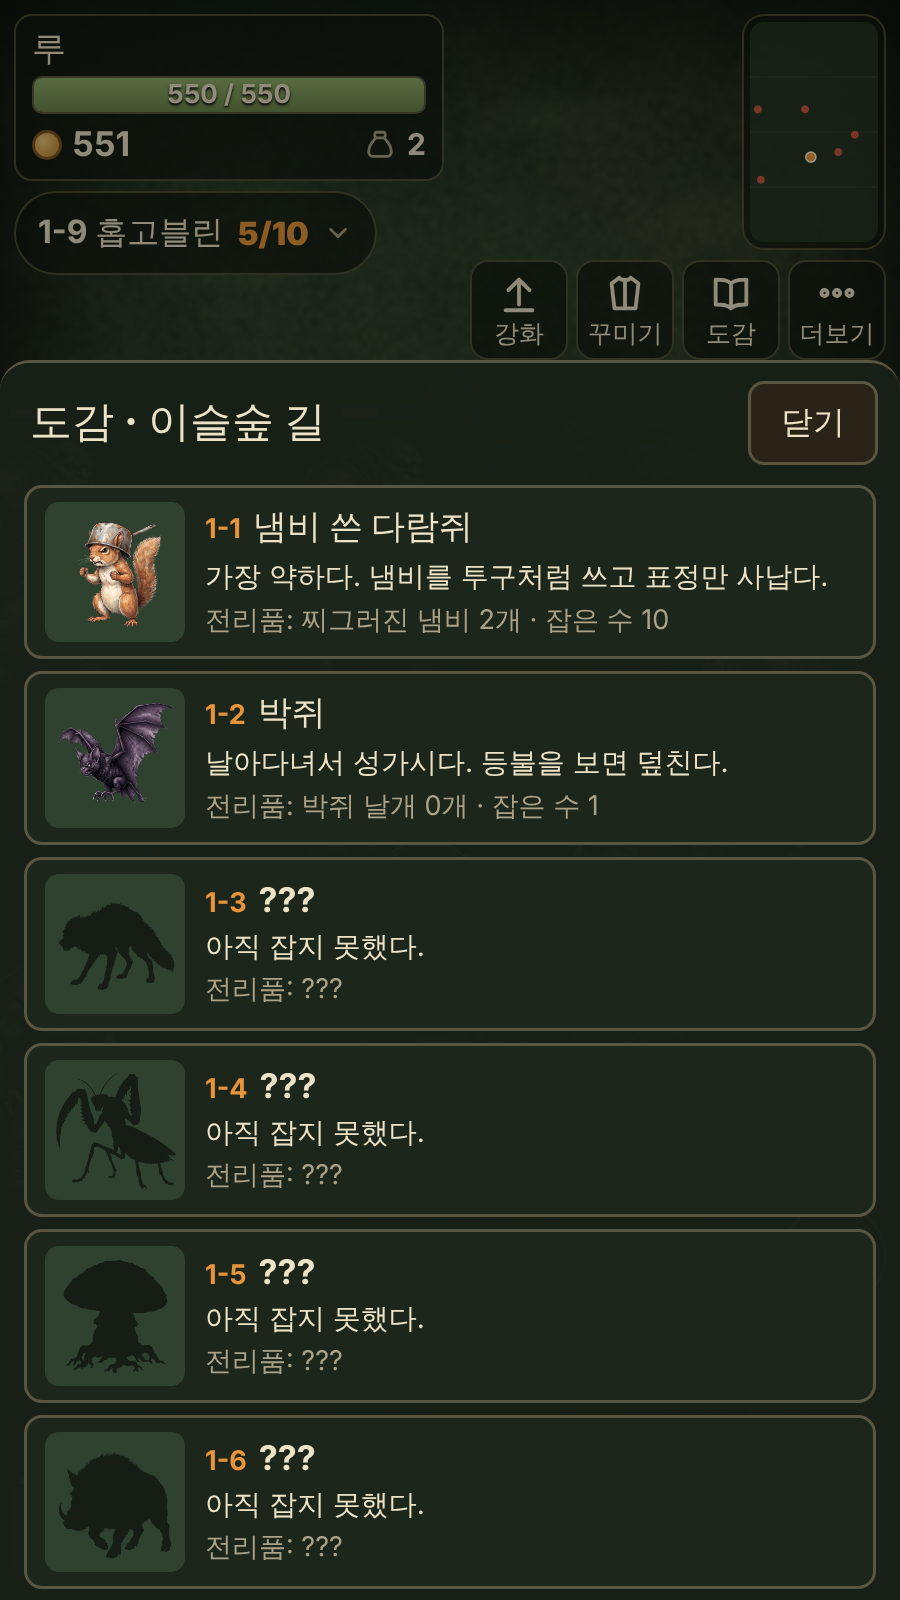 루
550 / 550
551
2
1-9 홉고블린 5/10
강화
꾸미기
도감
더보기
도감 · 이슬숲 길
닫기
1-1 냄비 쓴 다람쥐
가장 약하다. 냄비를 투구처럼 쓰고 표정만 사납다.
전리품: 찌그러진 냄비 2개 · 잡은 수 10
1-2 박쥐
날아다녀서 성가시다. 등불을 보면 덮친다.
전리품: 박쥐 날개 0개 · 잡은 수 1
1-3 ???
아직 잡지 못했다.
전리품: ???
1-4 ???
아직 잡지 못했다.
전리품: ???
1-5 ???
아직 잡지 못했다.
전리품: ???
1-6 ???
아직 잡지 못했다.
전리품: ???